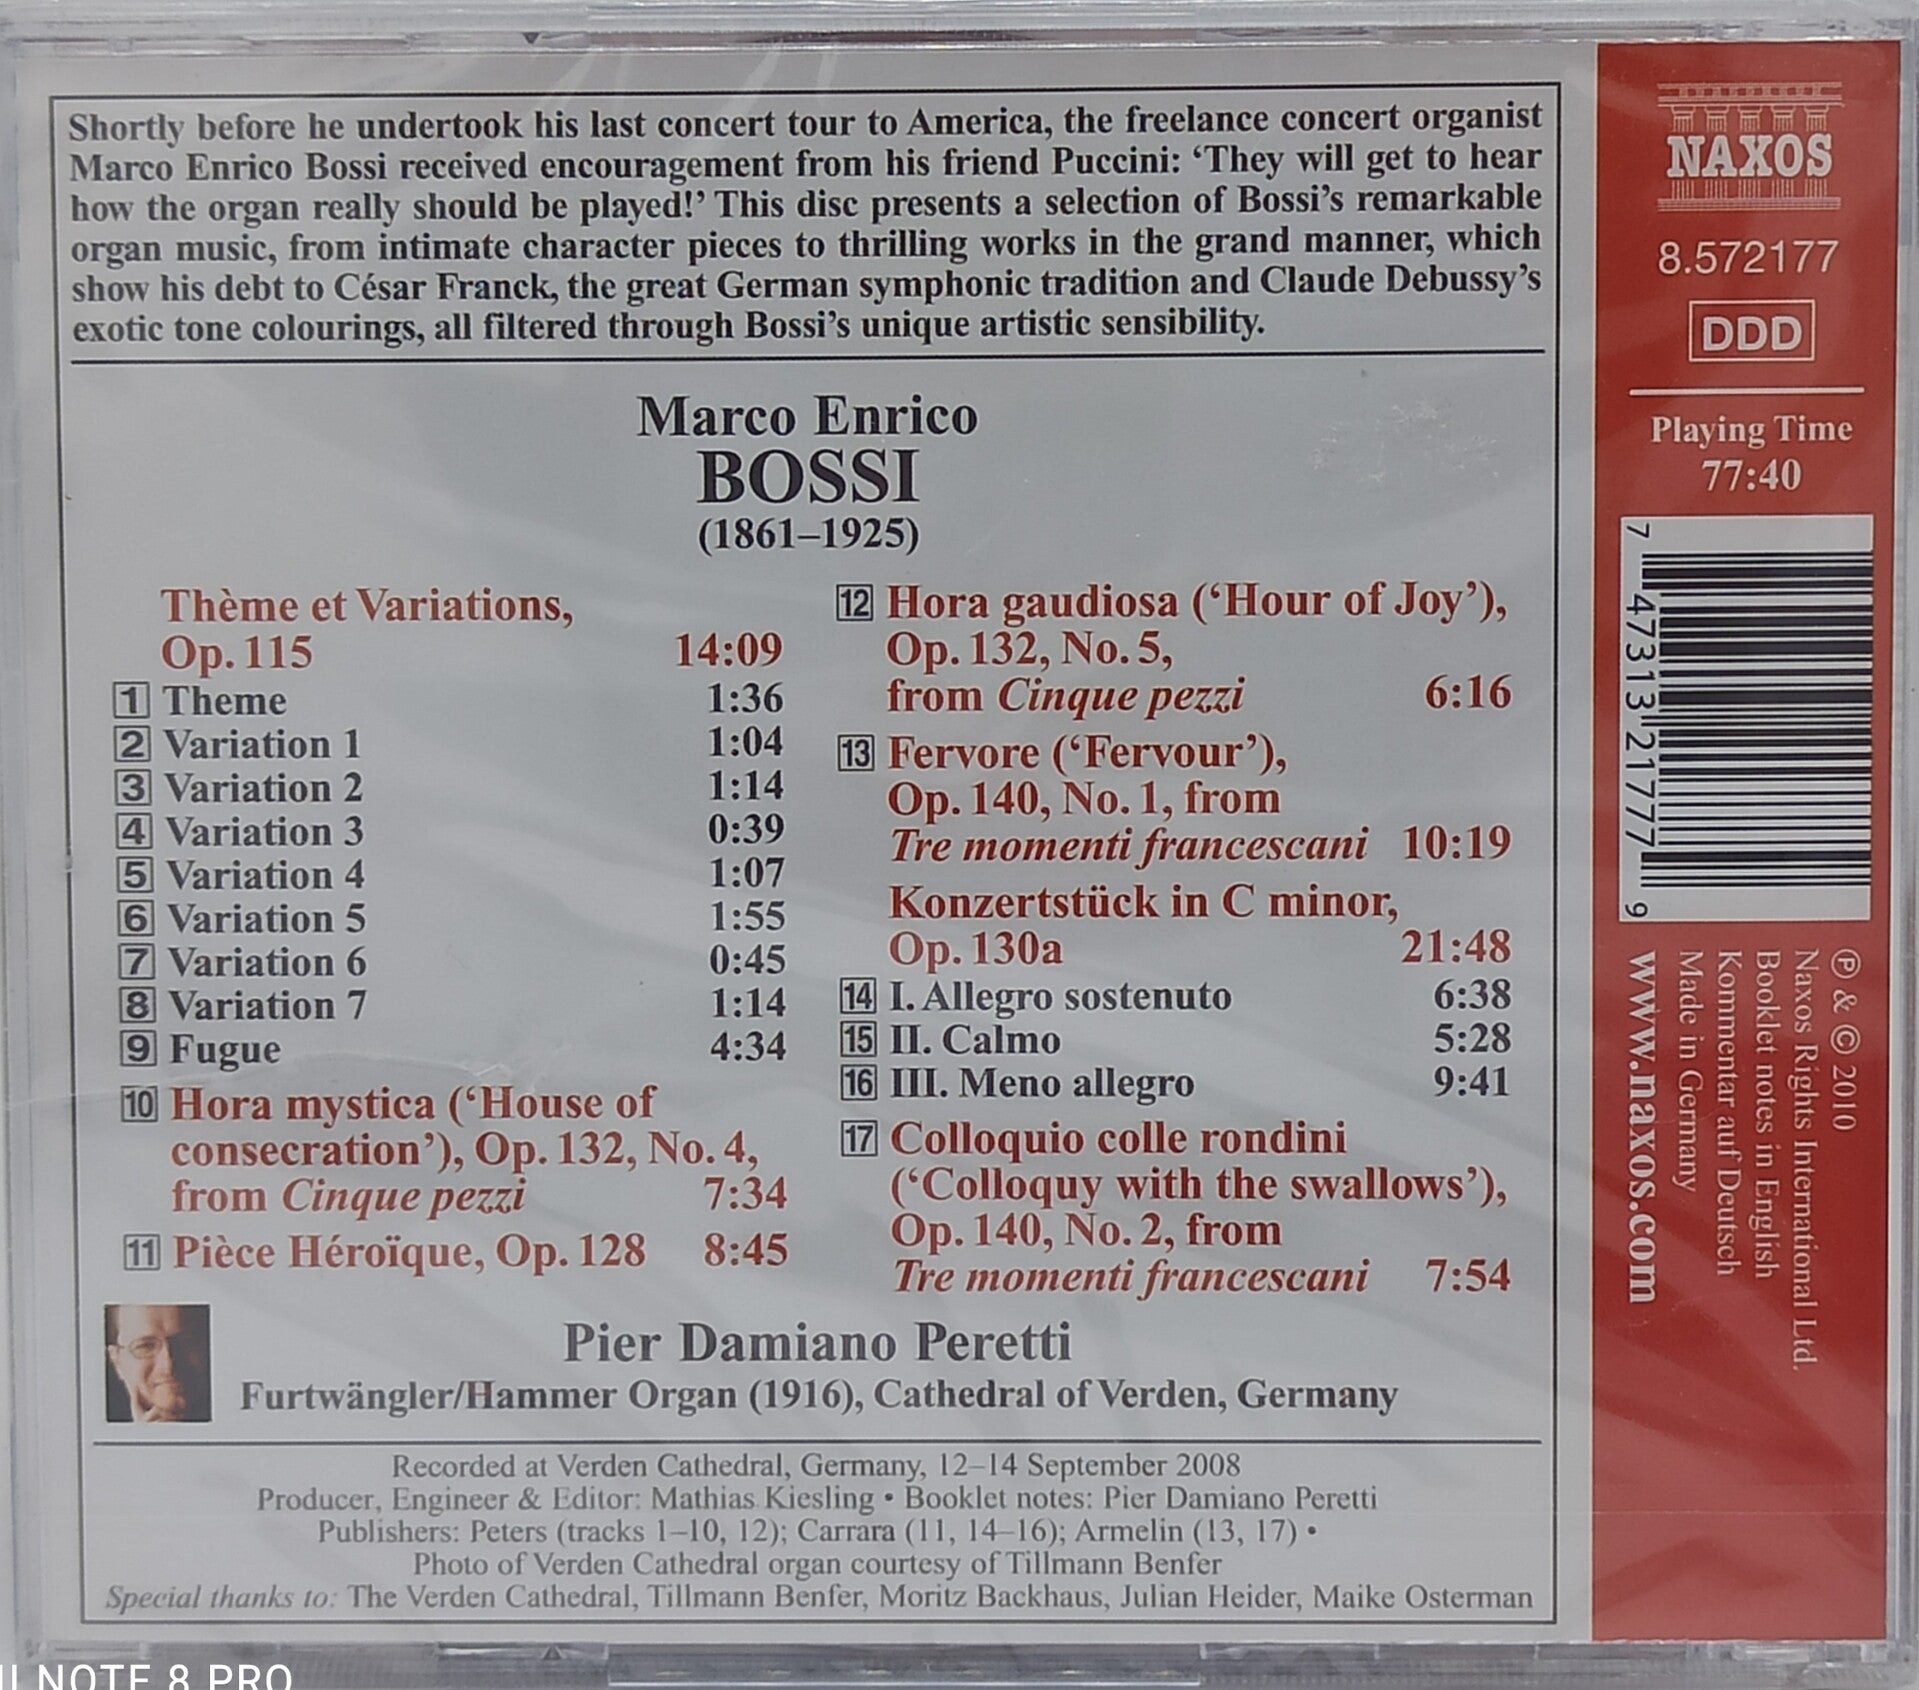 Shortly before he undertook his last concert tour to America, the freelance concert organist
Marco Enrico Bossi received encouragement from his friend Puccini: ‘They will get to hear
how the organ really should be played!’ This disc presents a selection of Bossi’s remarkable
organ music, from intimate character pieces to thrilling works in the grand manner, which
show his debt to César Franck, the great German symphonic tradition and Claude Debussy’s
exotic tone colourings, all filtered through Bossi’s unique artistic sensibility.
Marco Enrico
BOSSI
(1861–1925)
Thème et Variations,
Op. 115 14:09
1 Theme 1:36
2 Variation 1 1:04
3 Variation 2 1:14
4 Variation 3 0:39
5 Variation 4 1:07
6 Variation 5 1:55
7 Variation 6 0:45
8 Variation 7 1:14
9 Fugue 4:34
10 Hora mystica (‘House of
consecration’), Op. 132, No. 4,
from Cinque pezzi 7:34
11 Pièce Héroïque, Op. 128 8:45
12 Hora gaudiosa (‘Hour of Joy’),
Op. 132, No. 5,
from Cinque pezzi 6:16
13 Fervore (‘Fervour’),
Op. 140, No. 1, from
Tre momenti francescani 10:19
Konzertstück in C minor,
Op. 130a 21:48
14 I. Allegro sostenuto 6:38
15 II. Calmo 5:28
16 III. Meno allegro 9:41
17 Colloquio colle rondini
(‘Colloquy with the swallows’),
Op. 140, No. 2, from
Tre momenti francescani 7:54
Pier Damiano Peretti
Furtwängler/Hammer Organ (1916), Cathedral of Verden, Germany
Recorded at Verden Cathedral, Germany, 12–14 September 2008
Producer, Engineer & Editor: Mathias Kiesling • Booklet notes: Pier Damiano Peretti
Publishers: Peters (tracks 1–10, 12); Carrara (11, 14–16); Armelin (13, 17) •
Photo of Verden Cathedral organ courtesy of Tillmann Benfer
Special thanks to: The Verden Cathedral, Tillmann Benfer, Moritz Backhaus, Julian Heider, Maike Osterman
NAXOS
8.572177
DDD
Playing Time
77:40
7 47313 21777 9
℗ & © 2010
Naxos Rights International Ltd.
Booklet notes in English
Kommentar auf Deutsch
Made in Germany
www.naxos.com
NOTE 8 PRO